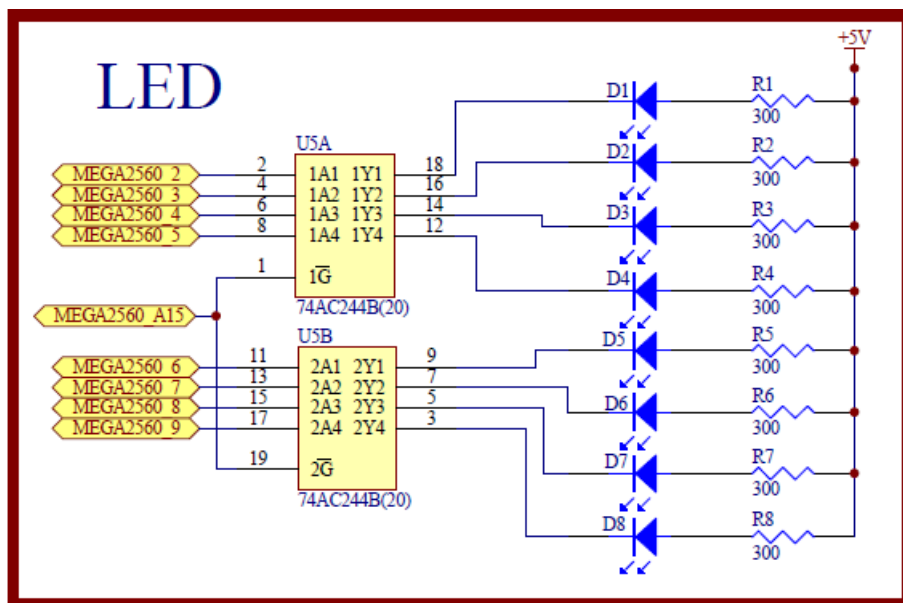 +5V
LED
D1 R1
300
U5A
D2 R2
300
MEGA2560_2 2 1A1 1Y1 18
MEGA2560_3 4 1A2 1Y2 16
MEGA2560_4 6 1A3 1Y3 14
MEGA2560_5 8 1A4 1Y4 12
D3 R3
300
1 1G̅
D4 R4
300
74AC244B(20)
MEGA2560_A15
U5B
D5 R5
300
MEGA2560_6 11 2A1 2Y1 9
MEGA2560_7 13 2A2 2Y2 7
MEGA2560_8 15 2A3 2Y3 5
MEGA2560_9 17 2A4 2Y4 3
D6 R6
300
19 2G̅
D7 R7
300
74AC244B(20)
D8 R8
300